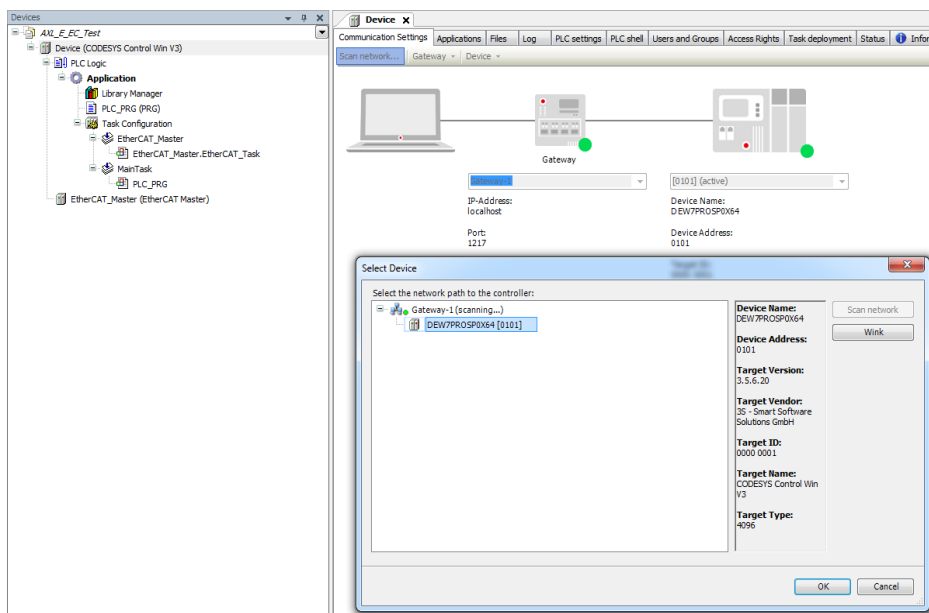 Devices
AXL_E_EC_Test
Device (CODESYS Control Win V3)
PLC Logic
Application
Library Manager
PLC_PRG (PRG)
Task Configuration
EtherCAT_Master
EtherCAT_Master.EtherCAT_Task
MainTask
PLC_PRG
EtherCAT_Master (EtherCAT Master)
Device
Communication Settings Applications Files Log PLC settings PLC shell Users and Groups Access Rights Task deployment Status
Scan network... Gateway Device
Gateway
Gateway-1
[0101] (active)
IP-Address:
localhost
Port:
1217
Device Name:
DEW7PROSP0X64
Device Address:
0101
Target ID:
0000 0001
Select Device
Select the network path to the controller:
Gateway-1 (scanning...)
DEW7PROSP0X64 [0101]
Device Name:
DEW7PROSP0X64
Device Address:
0101
Target Version:
3.5.6.20
Target Vendor:
3S - Smart Software
Solutions GmbH
Target ID:
0000 0001
Target Name:
CODESYS Control Win
V3
Target Type:
4096
Scan network
Wink
OK Cancel